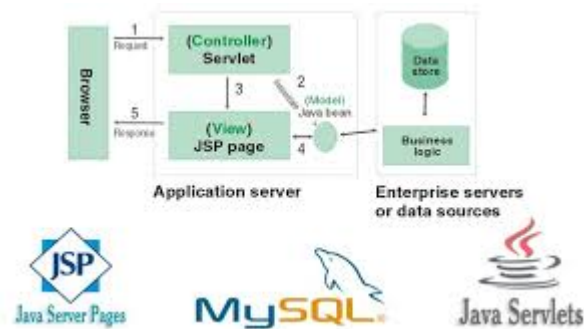 1
Request
(Controller)
Servlet
Browser
2
Instantiate
3
(Model)
Java bean
5
Response
(View)
JSP page
4
Data
store
Business
logic
Application server
Enterprise servers
or data sources
JSP
Java Server Pages
MySQL®
Java Servlets